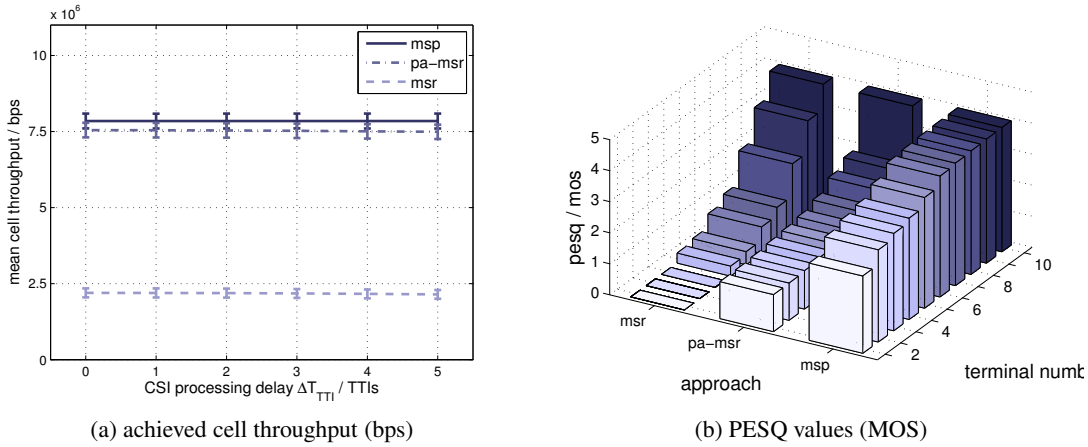 x 10^6
10
7.5
5
2.5
0
mean cell throughput / bps
msp
pa−msr
msr
0 1 2 3 4 5
CSI processing delay ΔT_TTI / TTIs
(a) achieved cell throughput (bps)
5
4
3
2
1
0
pesq / mos
msr
pa−msr
msp
approach
2
4
6
8
10
terminal numb
(b) PESQ values (MOS)